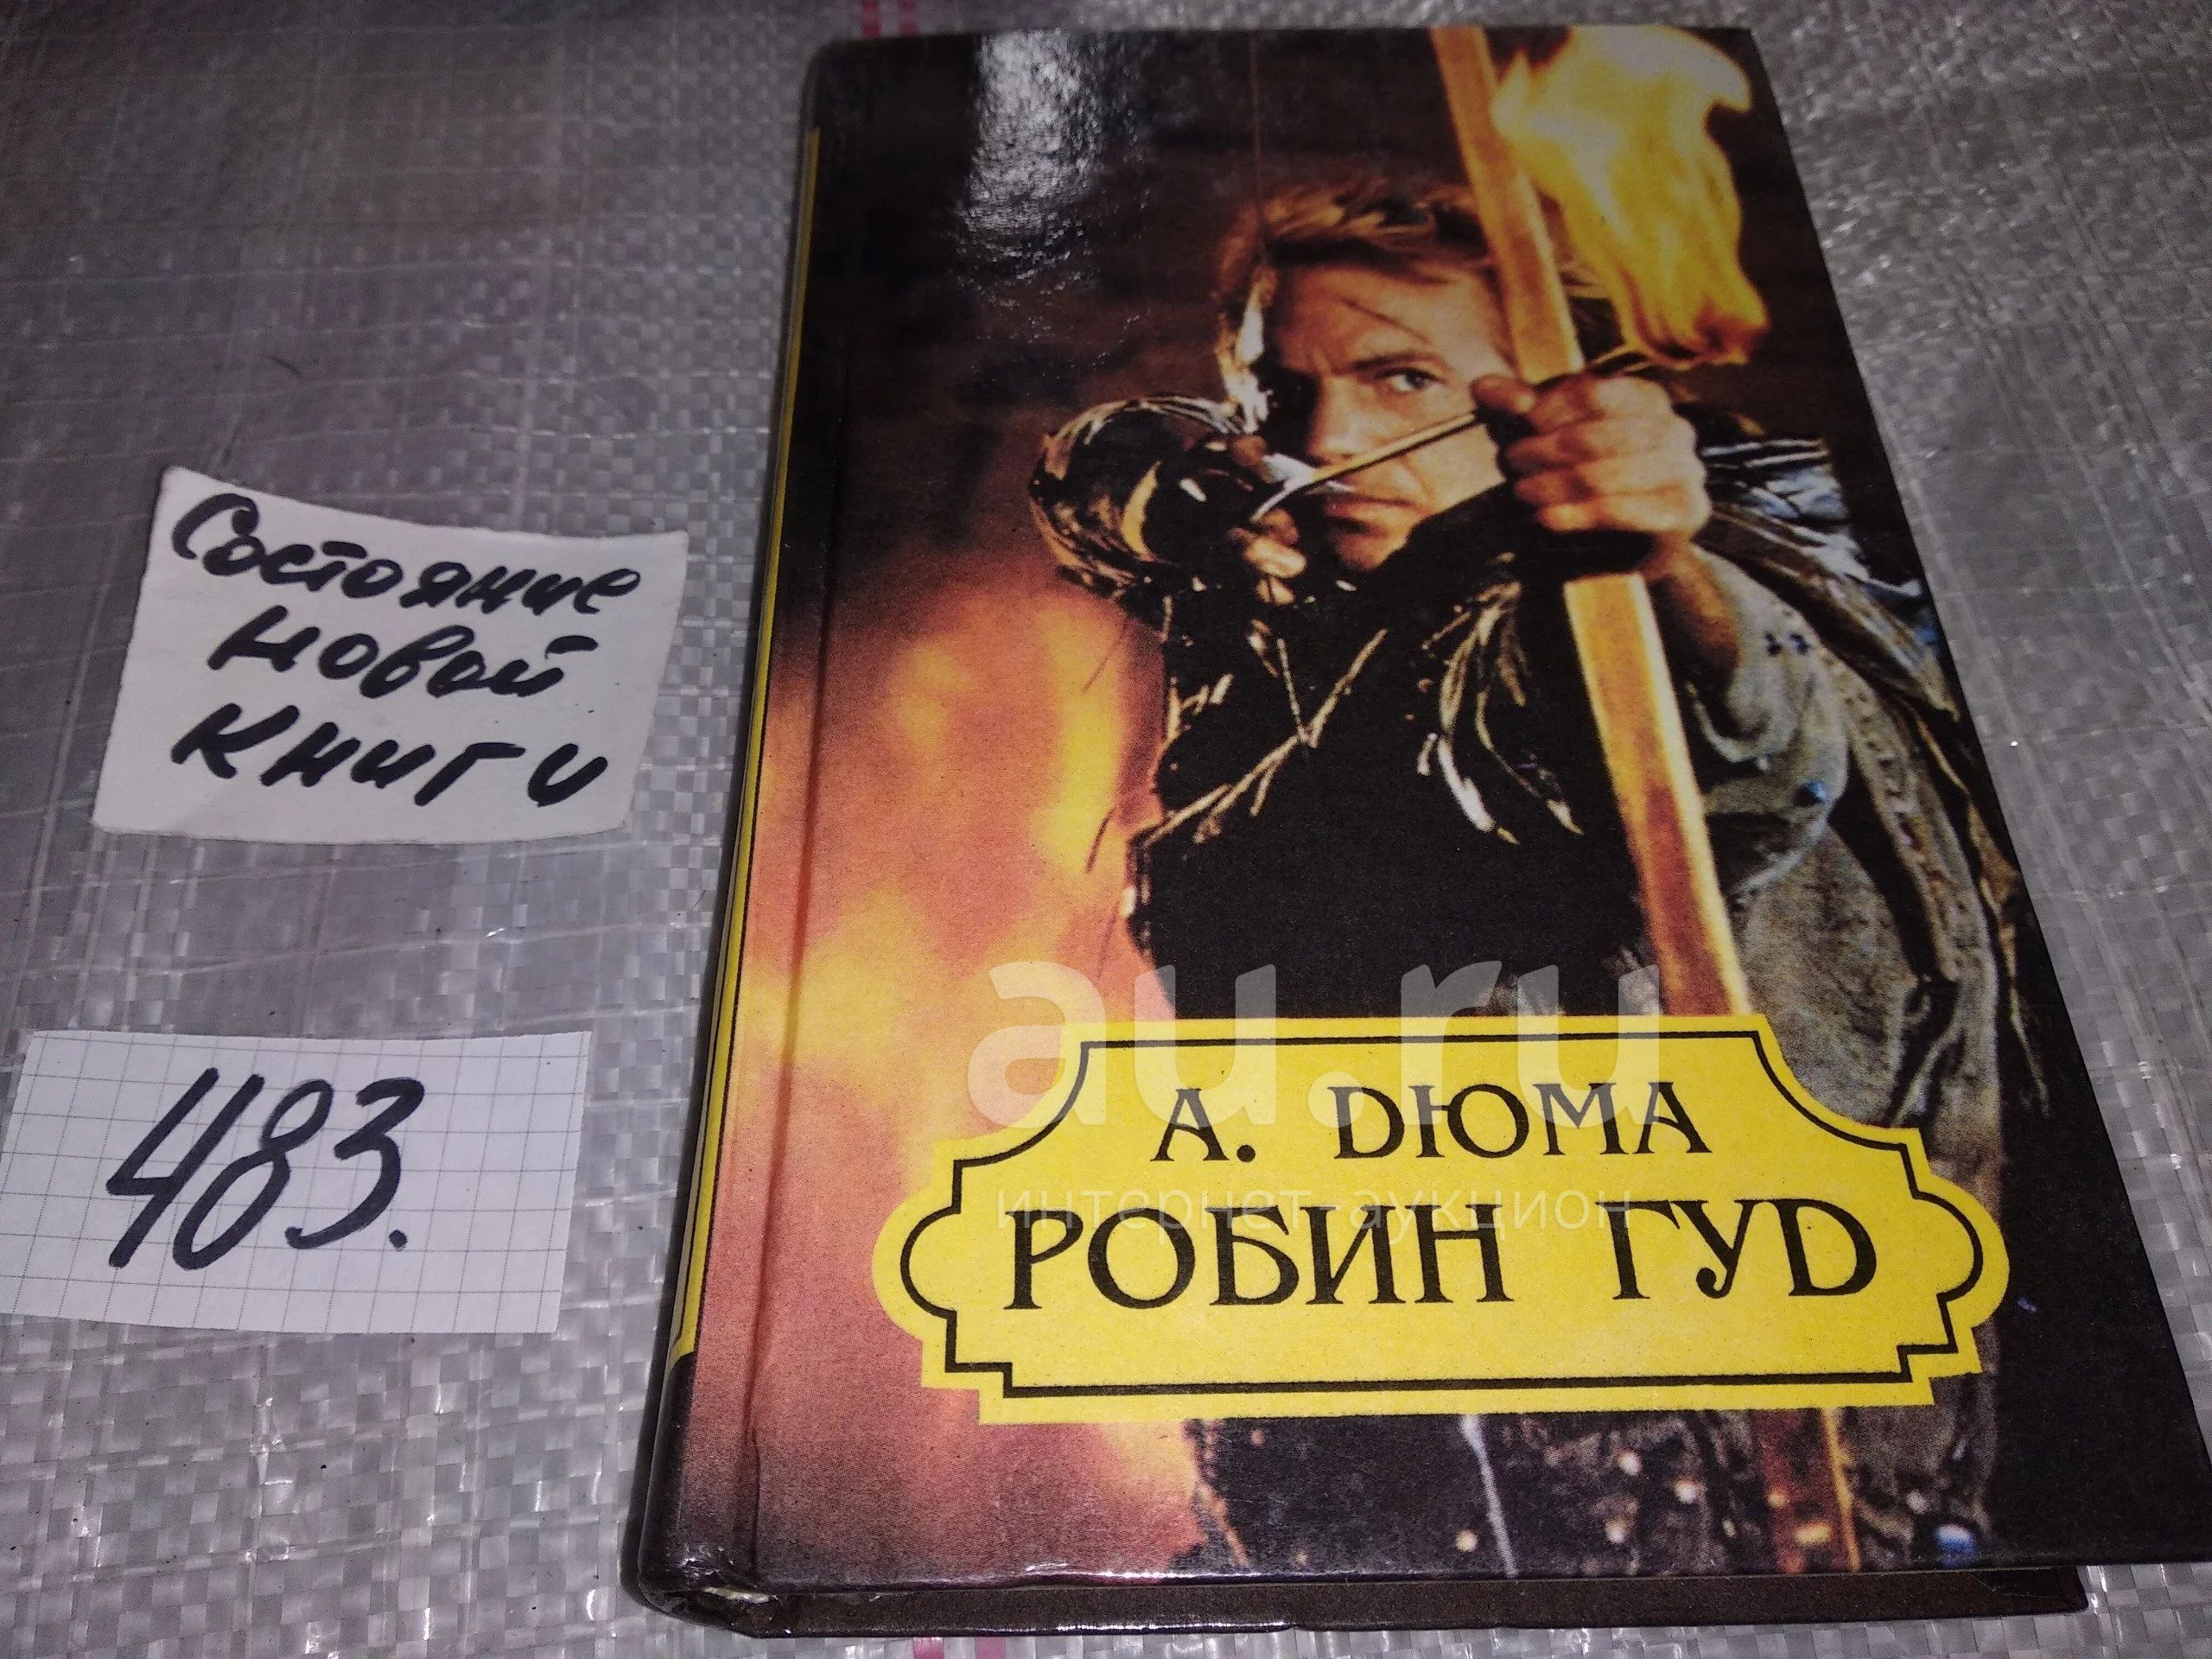 Состояние
новой
книги
483.
au.ru
А. ДЮМА
интернет-аукцион
РОБИН ГУД